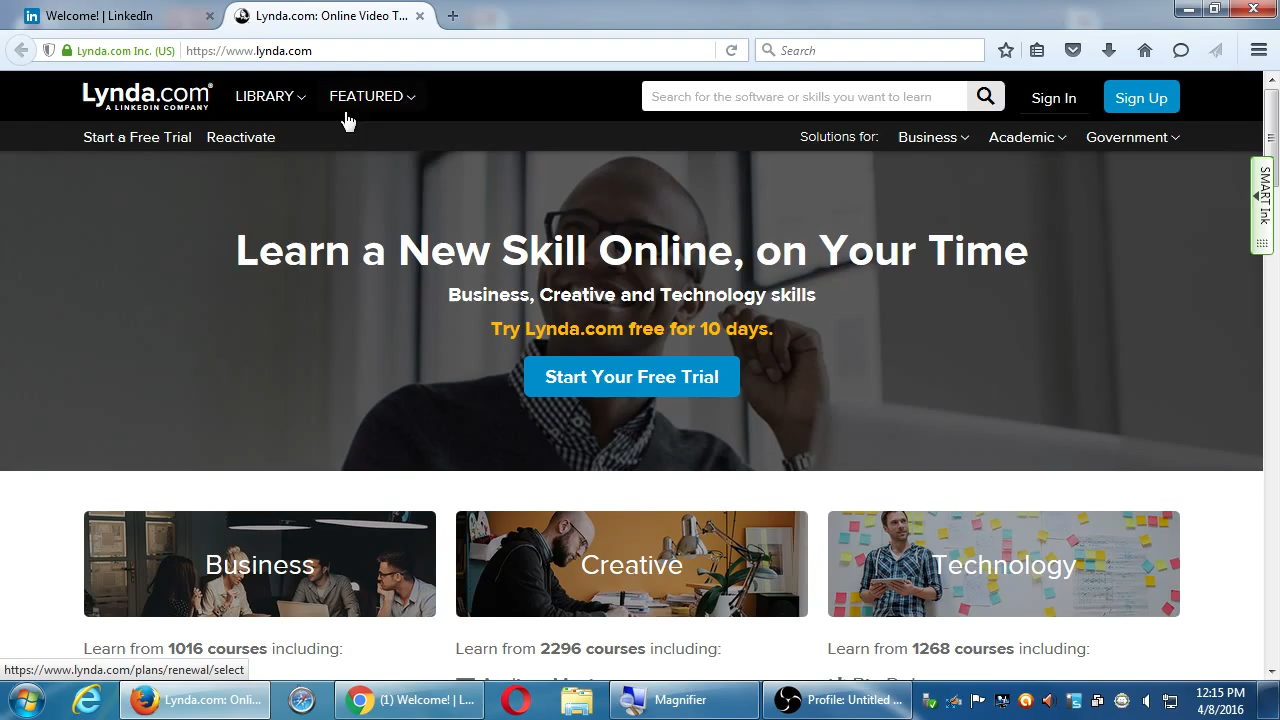 Welcome! | LinkedIn
Lynda.com: Online Video T...
Lynda.com Inc. (US)
https://www.lynda.com
Search
Lynda.com®
A LINKEDIN COMPANY
LIBRARY
FEATURED
Search for the software or skills you want to learn
Sign In
Sign Up
Start a Free Trial
Reactivate
Solutions for:
Business
Academic
Government
SMART Ink
Learn a New Skill Online, on Your Time
Business, Creative and Technology skills
Try Lynda.com free for 10 days.
Start Your Free Trial
Business
Creative
Technology
Learn from 1016 courses including:
Learn from 2296 courses including:
Learn from 1268 courses including:
https://www.lynda.com/plans/renewal/select
Lynda.com: Onli...
(1) Welcome! | L...
Magnifier
Profile: Untitled ...
12:15 PM
4/8/2016